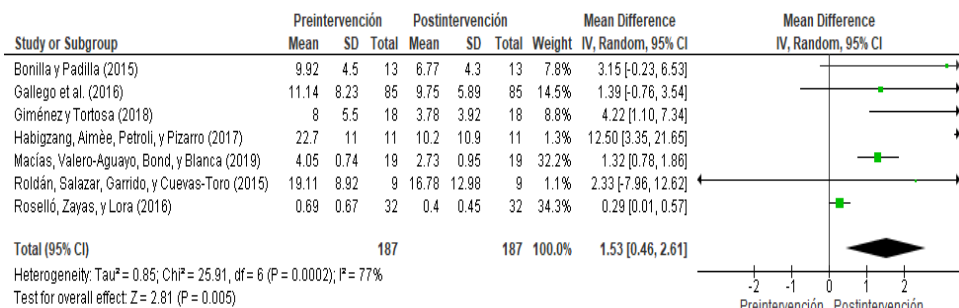 Preintervención Postintervención Mean Difference Mean Difference
Study or Subgroup Mean SD Total Mean SD Total Weight IV, Random, 95% CI IV, Random, 95% CI
Bonilla y Padilla (2015) 9.92 4.5 13 6.77 4.3 13 7.8% 3.15 [-0.23, 6.53]
Gallego et al. (2016) 11.14 8.23 85 9.75 5.89 85 14.5% 1.39 [-0.76, 3.54]
Giménez y Tortosa (2018) 8 5.5 18 3.78 3.92 18 8.8% 4.22 [1.10, 7.34]
Habigzang, Aimèe, Petroli, y Pizarro (2017) 22.7 11 11 10.2 10.9 11 1.3% 12.50 [3.35, 21.65]
Macías, Valero-Aguayo, Bond, y Blanca (2019) 4.05 0.74 19 2.73 0.95 19 32.2% 1.32 [0.78, 1.86]
Roldán, Salazar, Garrido, y Cuevas-Toro (2015) 19.11 8.92 9 16.78 12.98 9 1.1% 2.33 [-7.96, 12.62]
Roselló, Zayas, y Lora (2016) 0.69 0.67 32 0.4 0.45 32 34.3% 0.29 [0.01, 0.57]
Total (95% CI) 187 187 100.0% 1.53 [0.46, 2.61]
Heterogeneity: Tau² = 0.85; Chi² = 25.91, df = 6 (P = 0.0002); I² = 77%
Test for overall effect: Z = 2.81 (P = 0.005)
-2 -1 0 1 2
Preintervención Postintervención